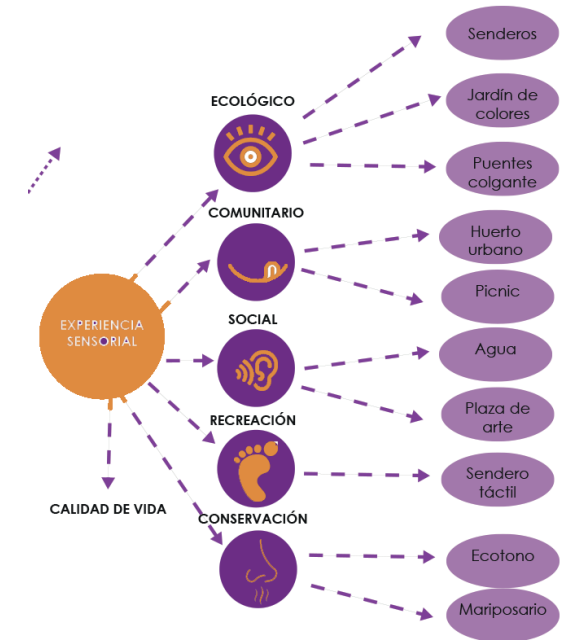 Senderos
ECOLÓGICO
Jardín de
colores
Puentes
colgante
COMUNITARIO
Huerto
urbano
Picnic
EXPERIENCIA
SENSORIAL
SOCIAL
Agua
Plaza de
arte
RECREACIÓN
Sendero
táctil
CALIDAD DE VIDA
CONSERVACIÓN
Ecotono
Mariposario